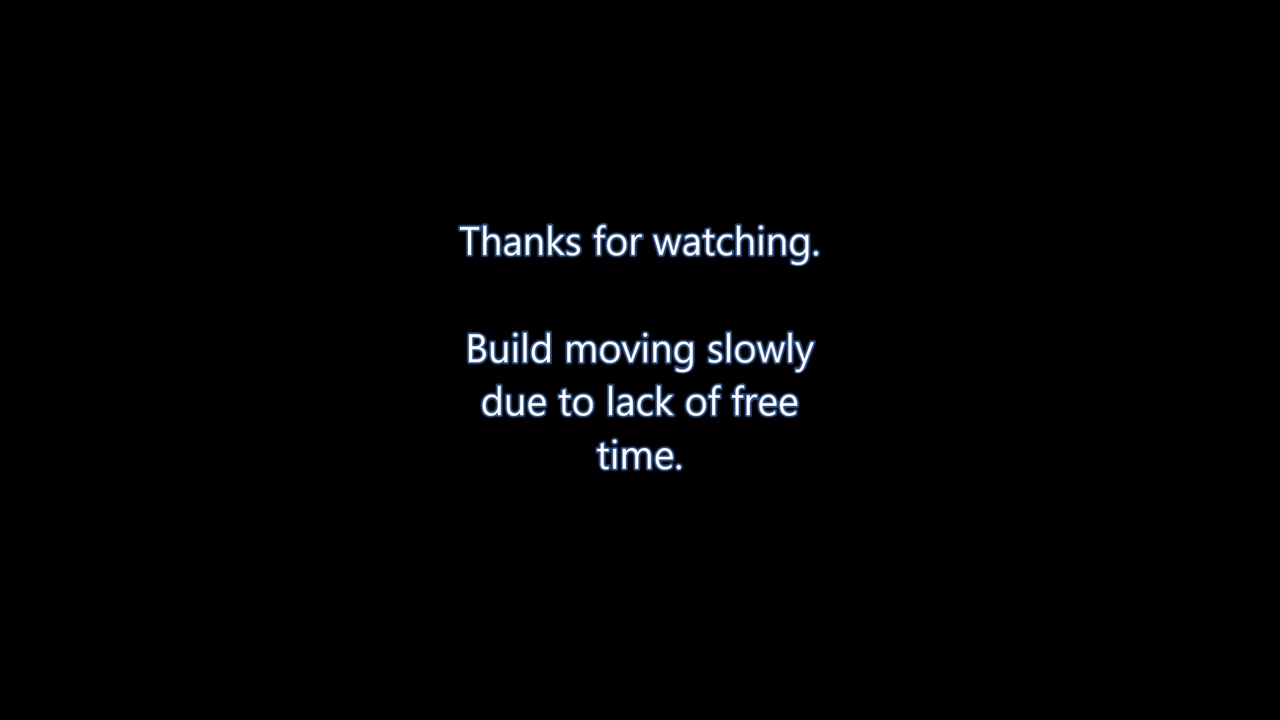 Thanks for watching.
Build moving slowly
due to lack of free
time.